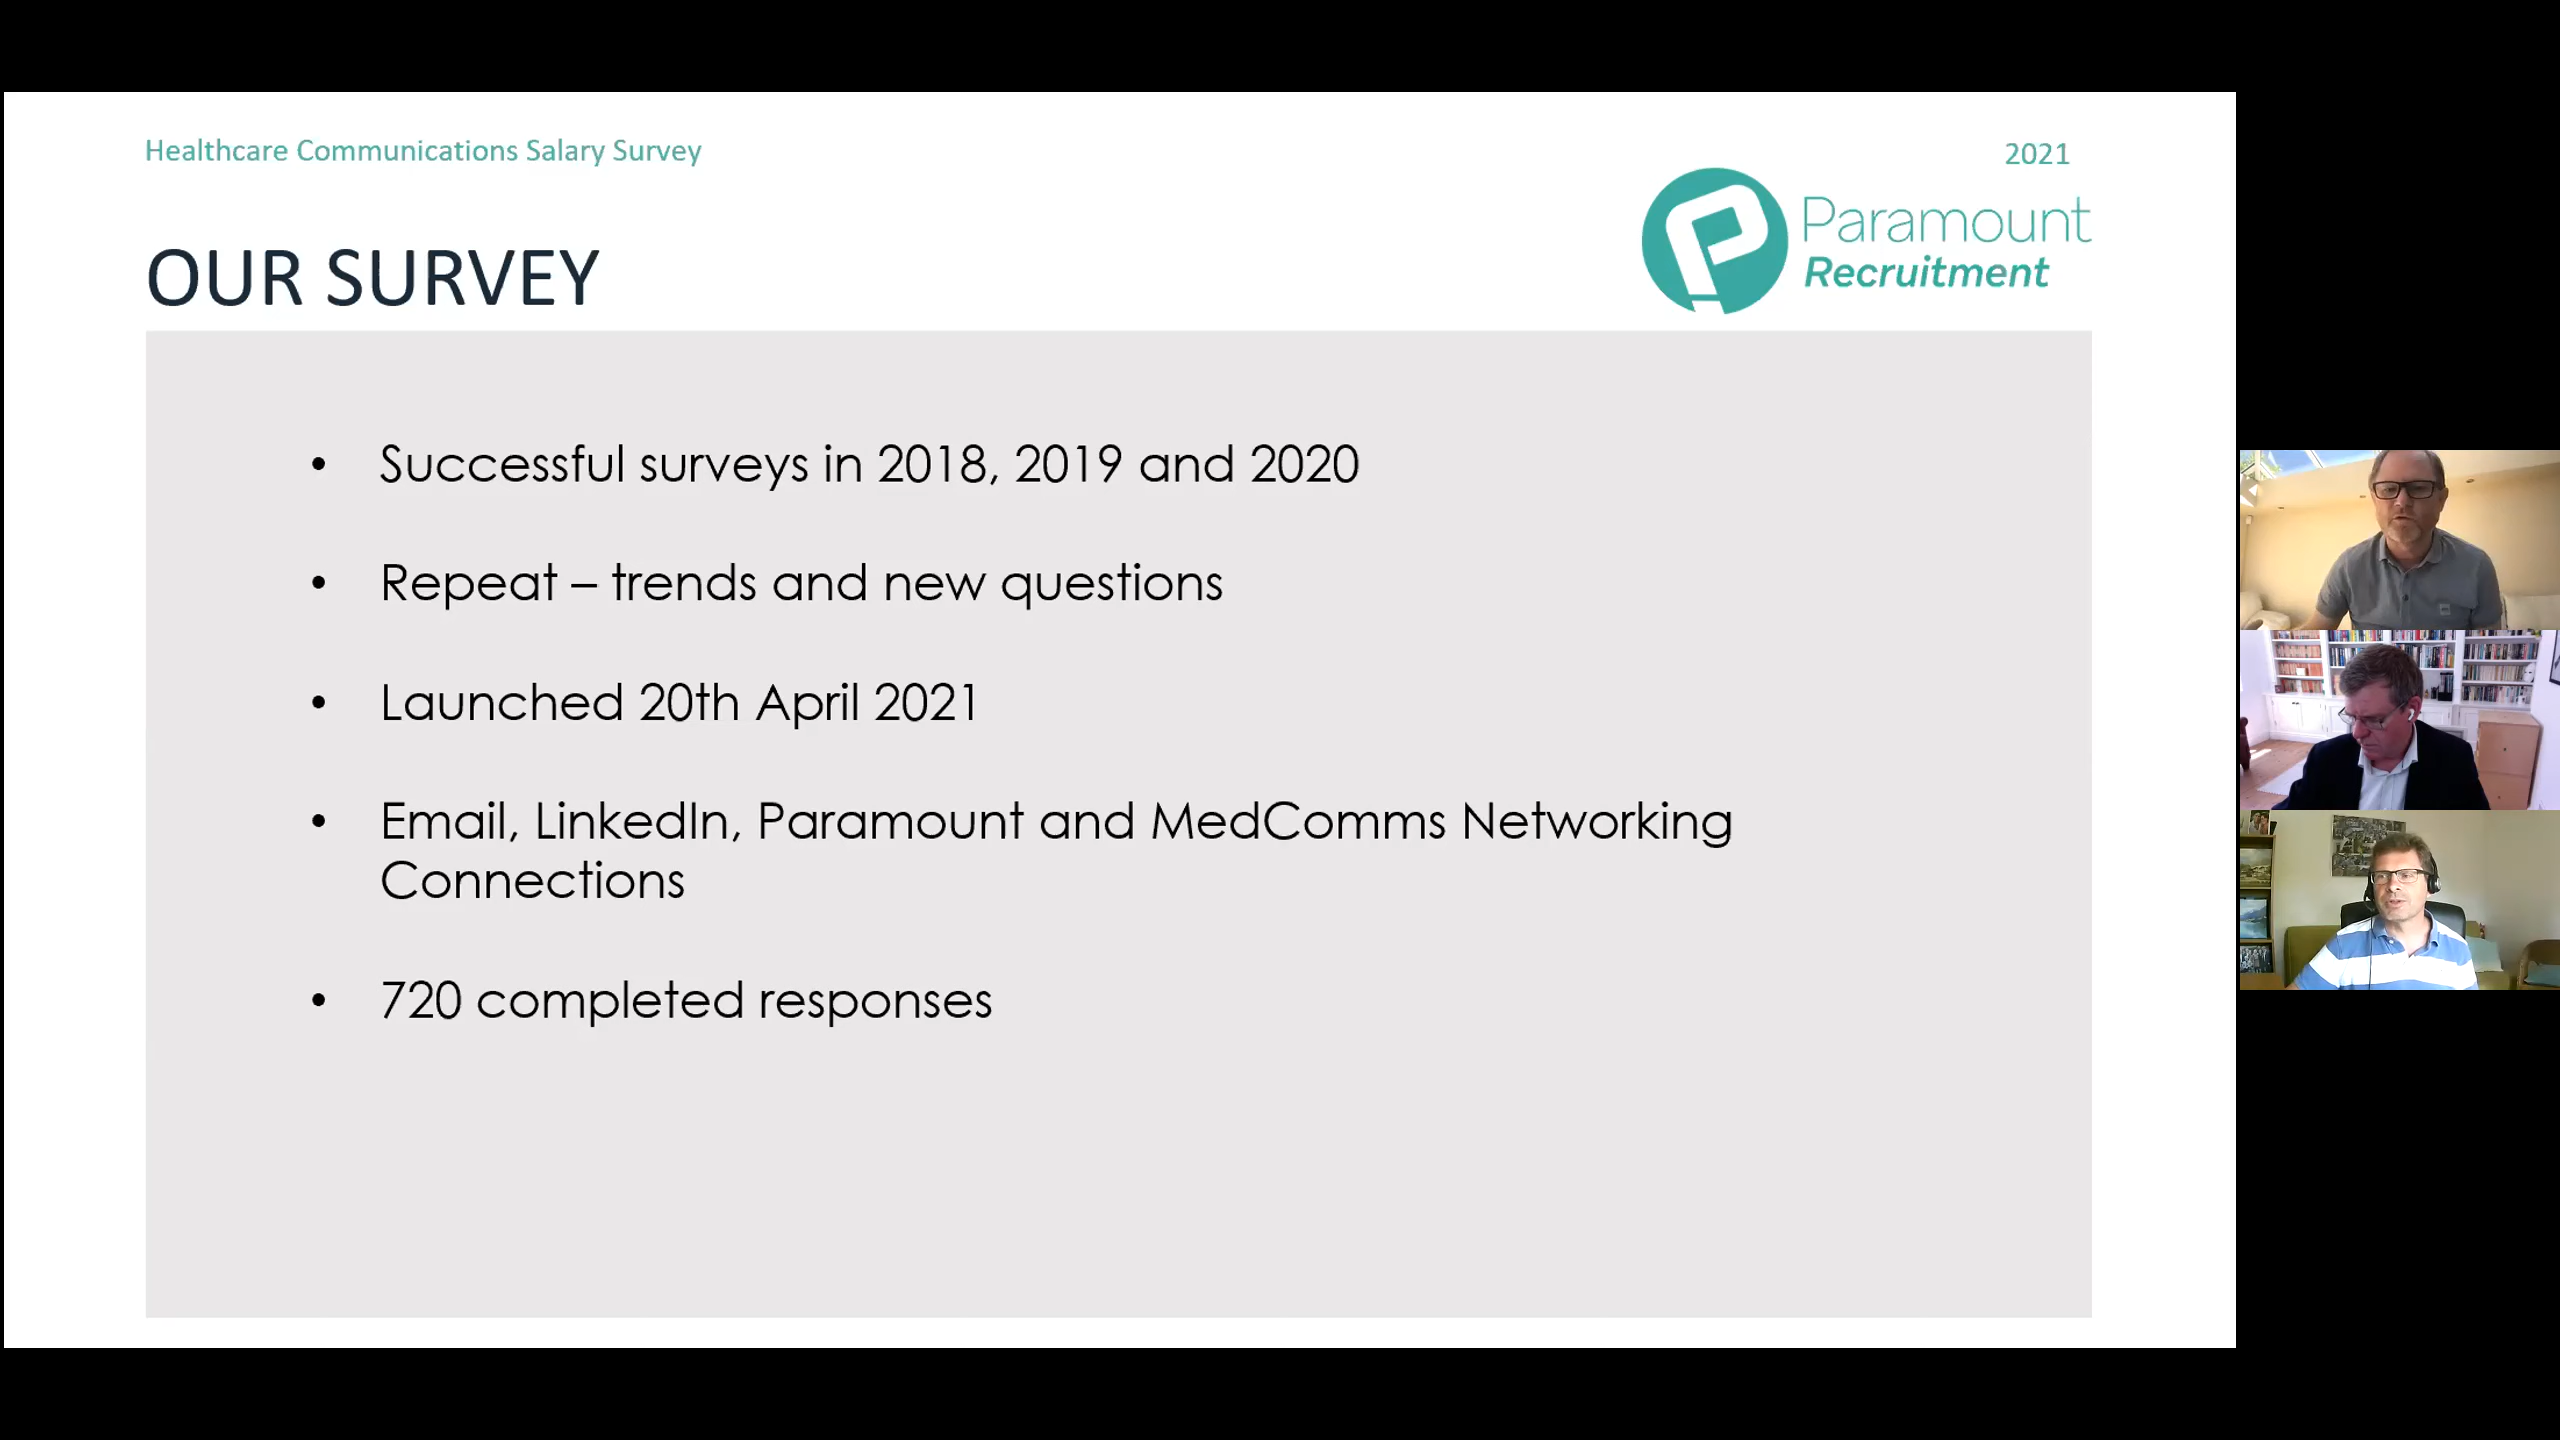 Healthcare Communications Salary Survey
2021
Paramount
Recruitment
OUR SURVEY
• Successful surveys in 2018, 2019 and 2020
• Repeat – trends and new questions
• Launched 20th April 2021
• Email, LinkedIn, Paramount and MedComms Networking
Connections
• 720 completed responses